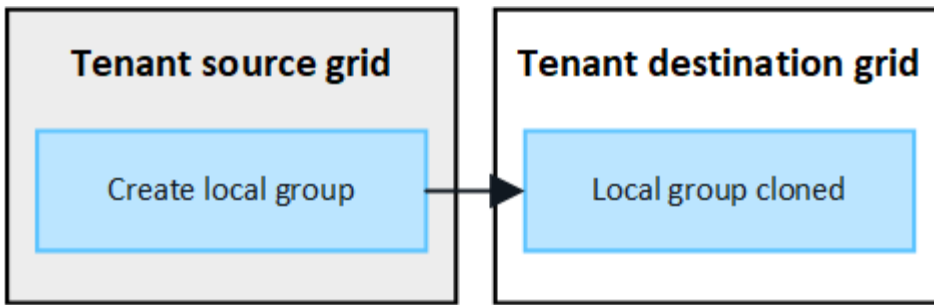 Tenant source grid
Create local group
Tenant destination grid
Local group cloned